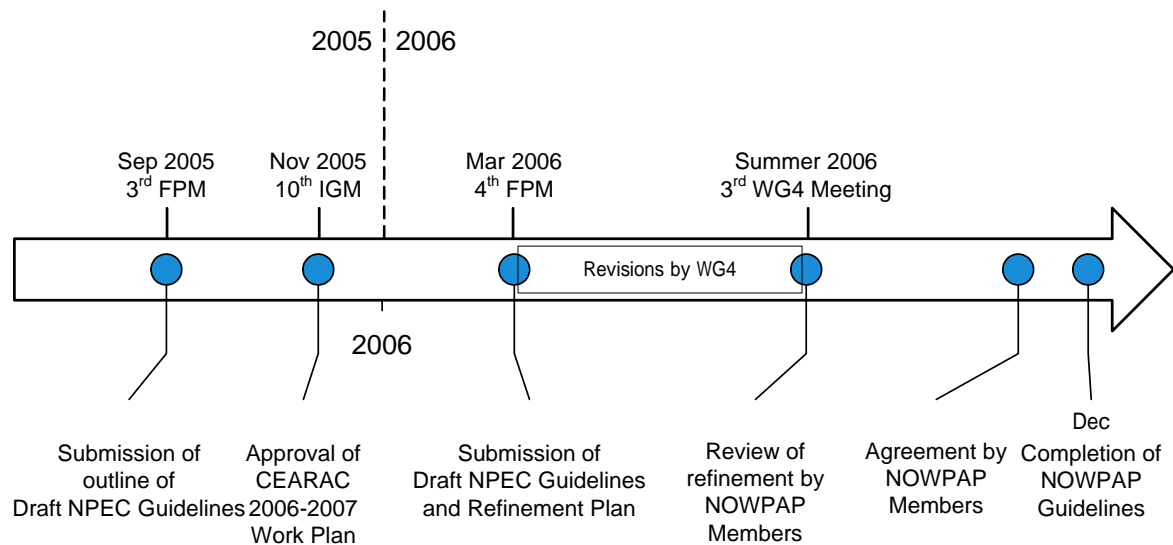 2005 2006
Sep 2005
3rd FPM
Nov 2005
10th IGM
Mar 2006
4th FPM
Summer 2006
3rd WG4 Meeting
Revisions by WG4
2006
Submission of
outline of
Draft NPEC Guidelines
Approval of
CEARAC
2006-2007
Work Plan
Submission of
Draft NPEC Guidelines
and Refinement Plan
Review of
refinement by
NOWPAP
Members
Agreement by
NOWPAP
Members
Dec
Completion of
NOWPAP
Guidelines